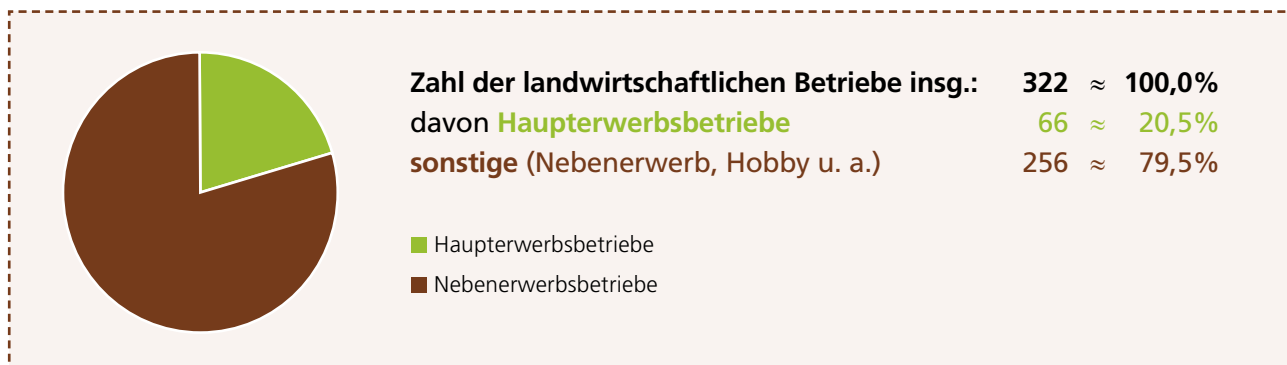 Zahl der landwirtschaftlichen Betriebe insg.: 322 ≈ 100,0%
davon Haupterwerbsbetriebe 66 ≈ 20,5%
sonstige (Nebenerwerb, Hobby u. a.) 256 ≈ 79,5%
Haupterwerbsbetriebe
Nebenerwerbsbetriebe